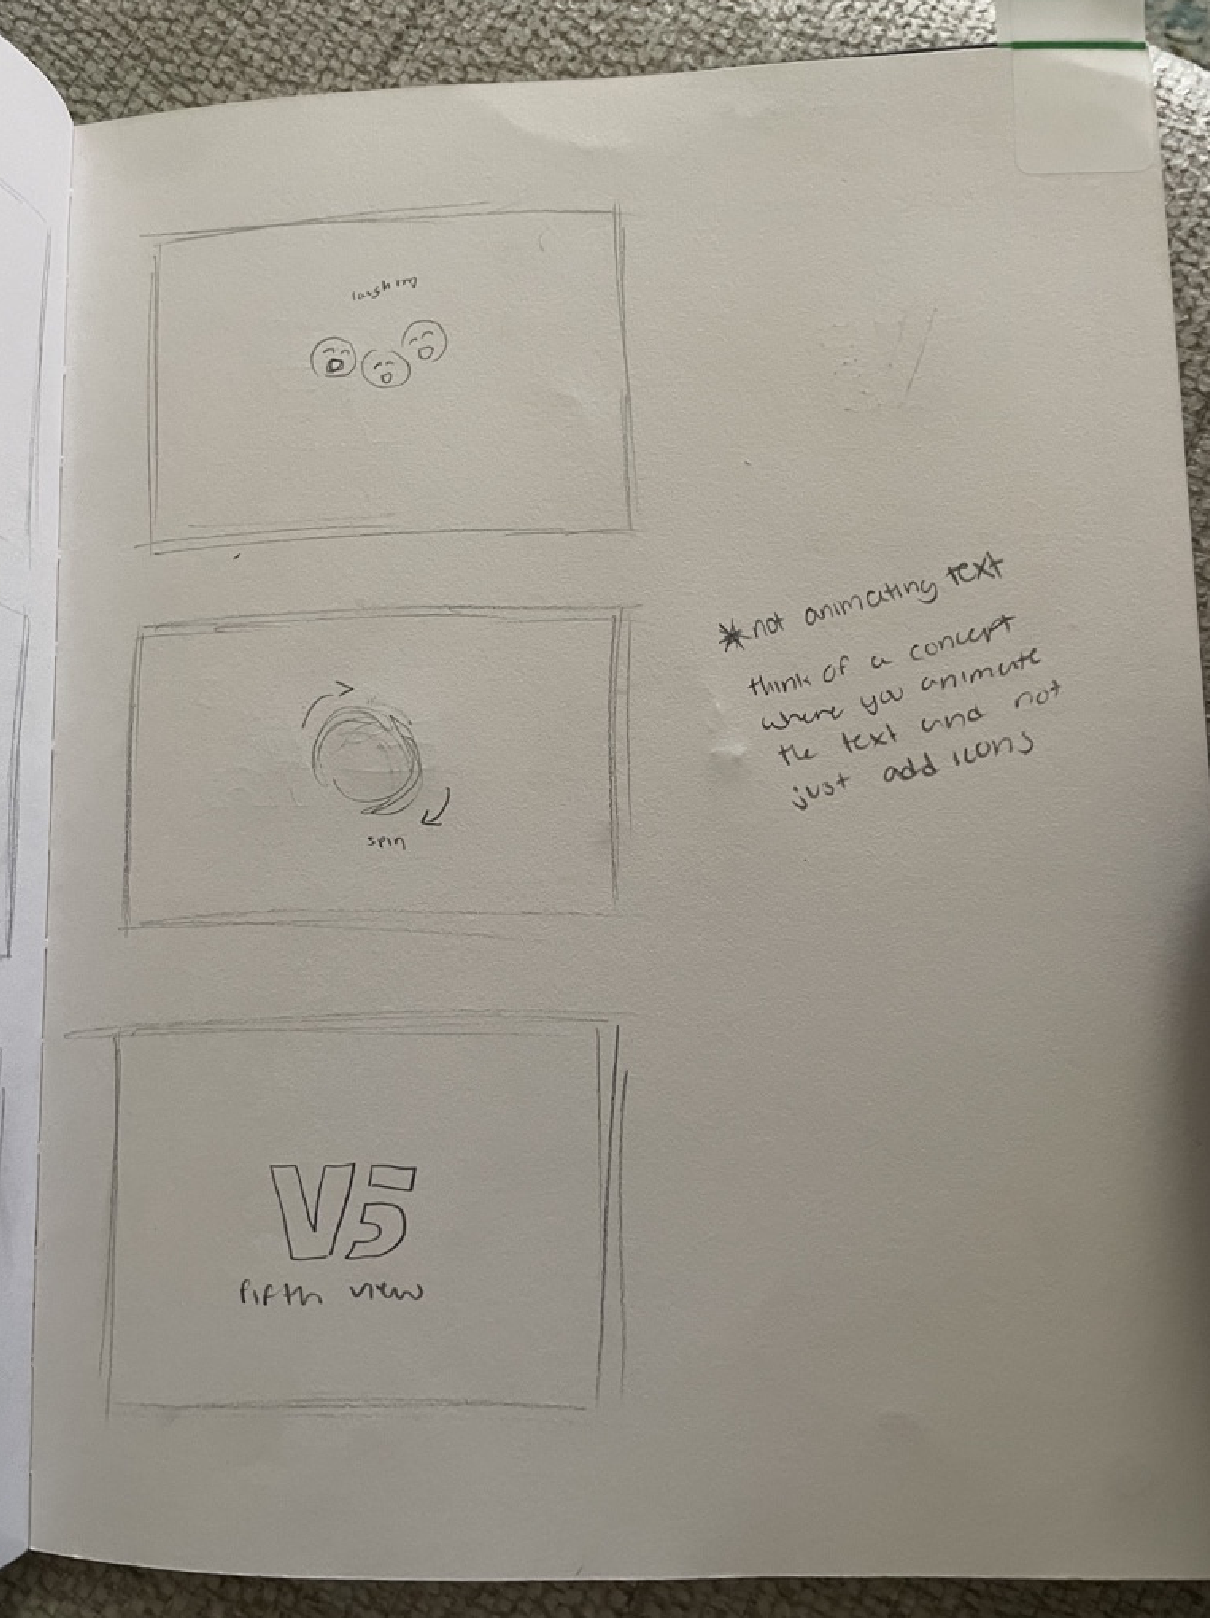 laughing
*not animating text
think of a concept
where you animate
the text and not
just add icons
spin
V5
fifth view